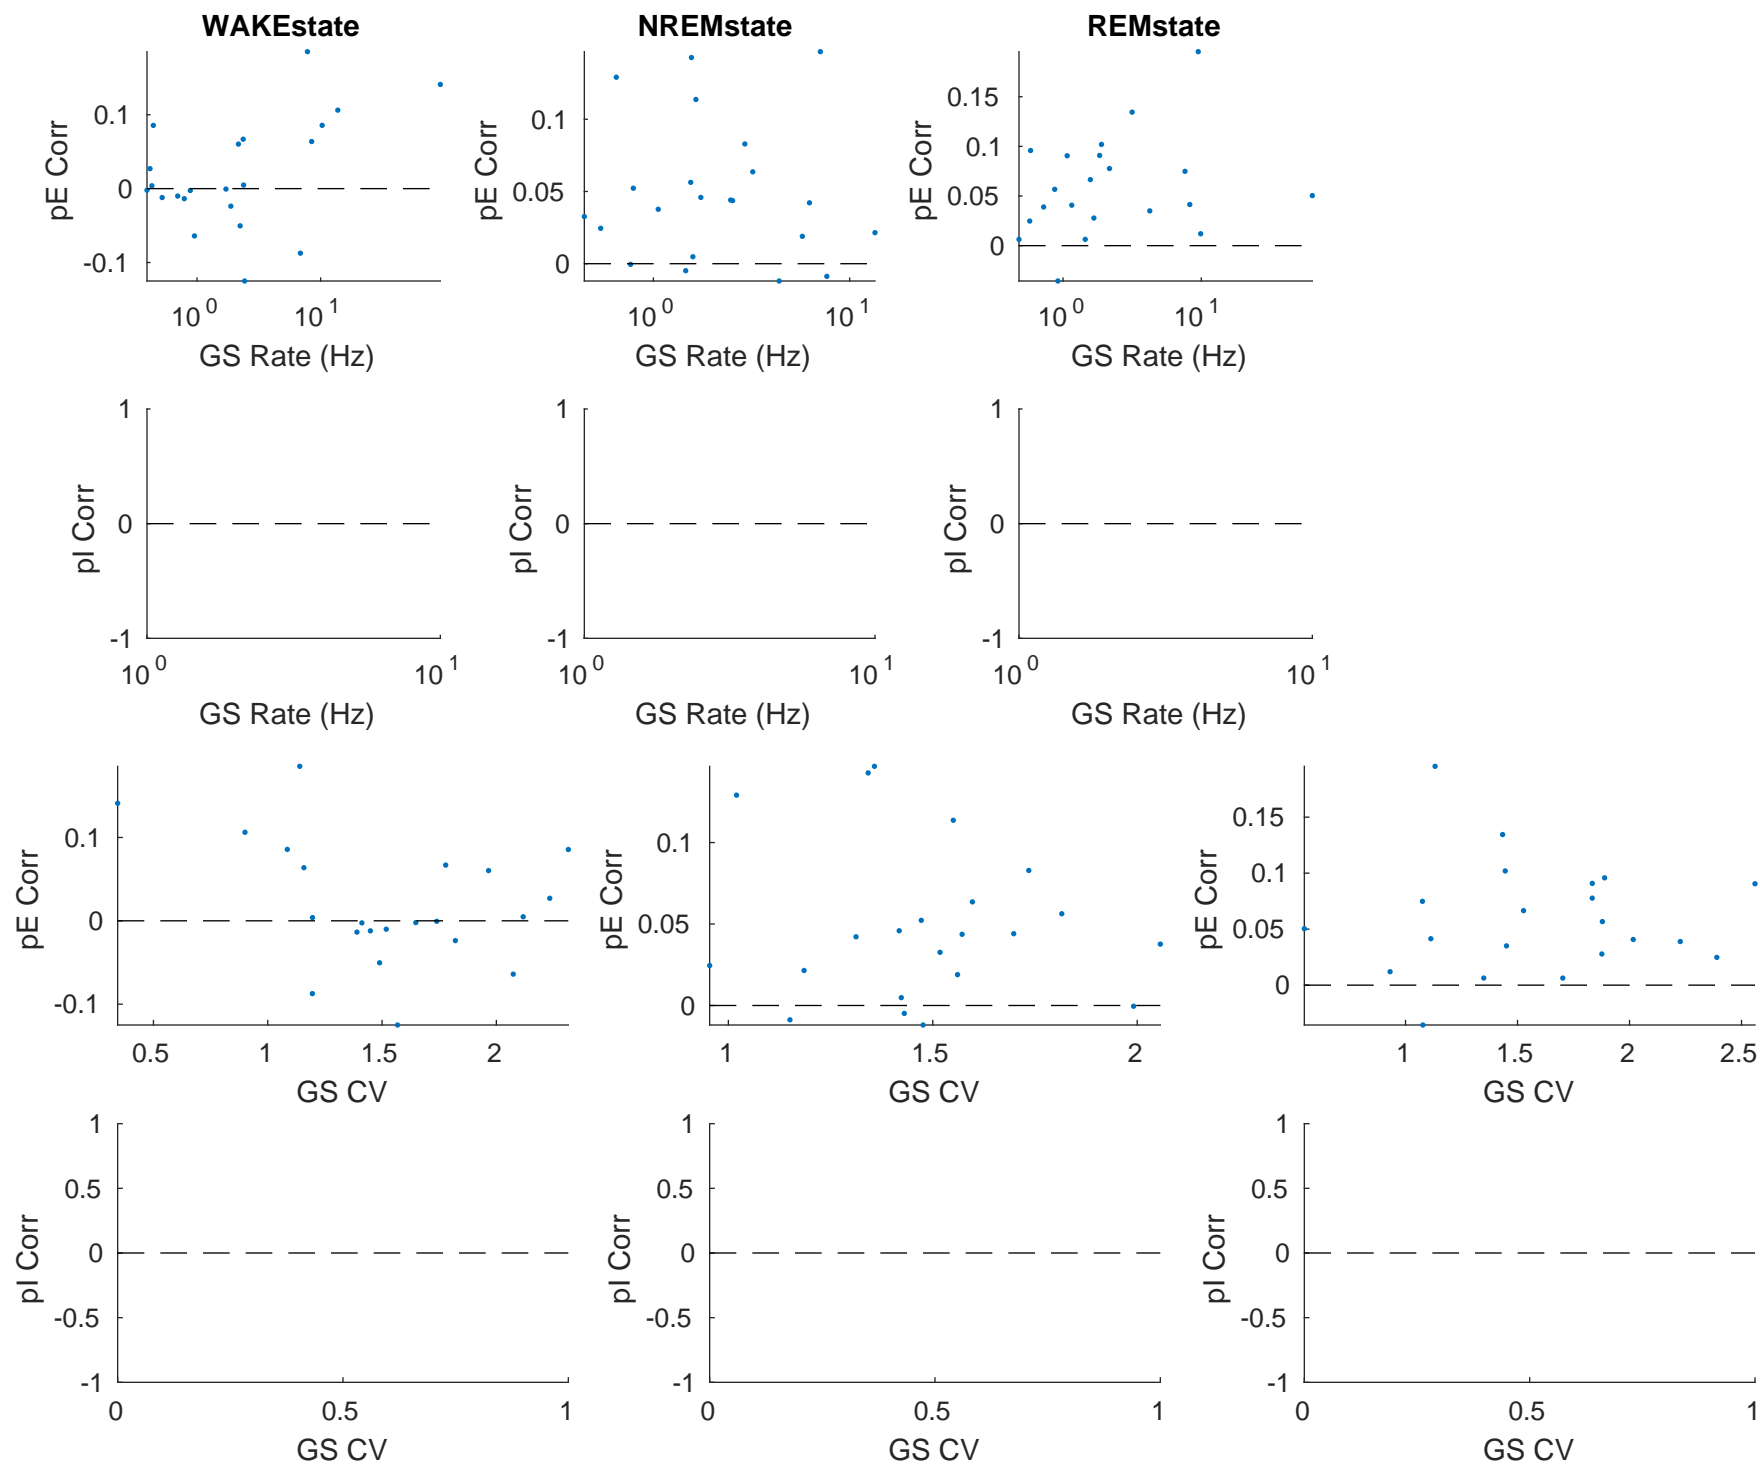 WAKEstate NREMstate REMstate
pE Corr 0.1 0 -0.1 10^0 10^1 GS Rate (Hz)
pE Corr 0.1 0.05 0 10^0 10^1 GS Rate (Hz)
pE Corr 0.15 0.1 0.05 0 10^0 10^1 GS Rate (Hz)
pI Corr 1 0 -1 10^0 10^1 GS Rate (Hz)
pI Corr 1 0 -1 10^0 10^1 GS Rate (Hz)
pI Corr 1 0 -1 10^0 10^1 GS Rate (Hz)
pE Corr 0.1 0 -0.1 0.5 1 1.5 2 GS CV
pE Corr 0.1 0.05 0 1 1.5 2 GS CV
pE Corr 0.15 0.1 0.05 0 1 1.5 2 2.5 GS CV
pI Corr 1 0.5 0 -0.5 -1 0 0.5 1 GS CV
pI Corr 1 0.5 0 -0.5 -1 0 0.5 1 GS CV
pI Corr 1 0.5 0 -0.5 -1 0 0.5 1 GS CV